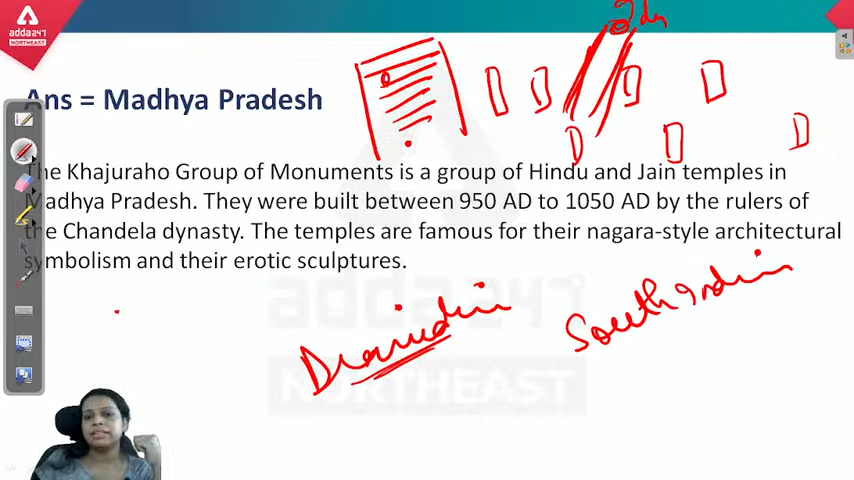 adda247
NORTHEAST
Ans = Madhya Pradesh
The Khajuraho Group of Monuments is a group of Hindu and Jain temples in
Madhya Pradesh. They were built between 950 AD to 1050 AD by the rulers of
the Chandela dynasty. The temples are famous for their nagara-style architectural
symbolism and their erotic sculptures.
South Indian
adda247
NORTHEAST